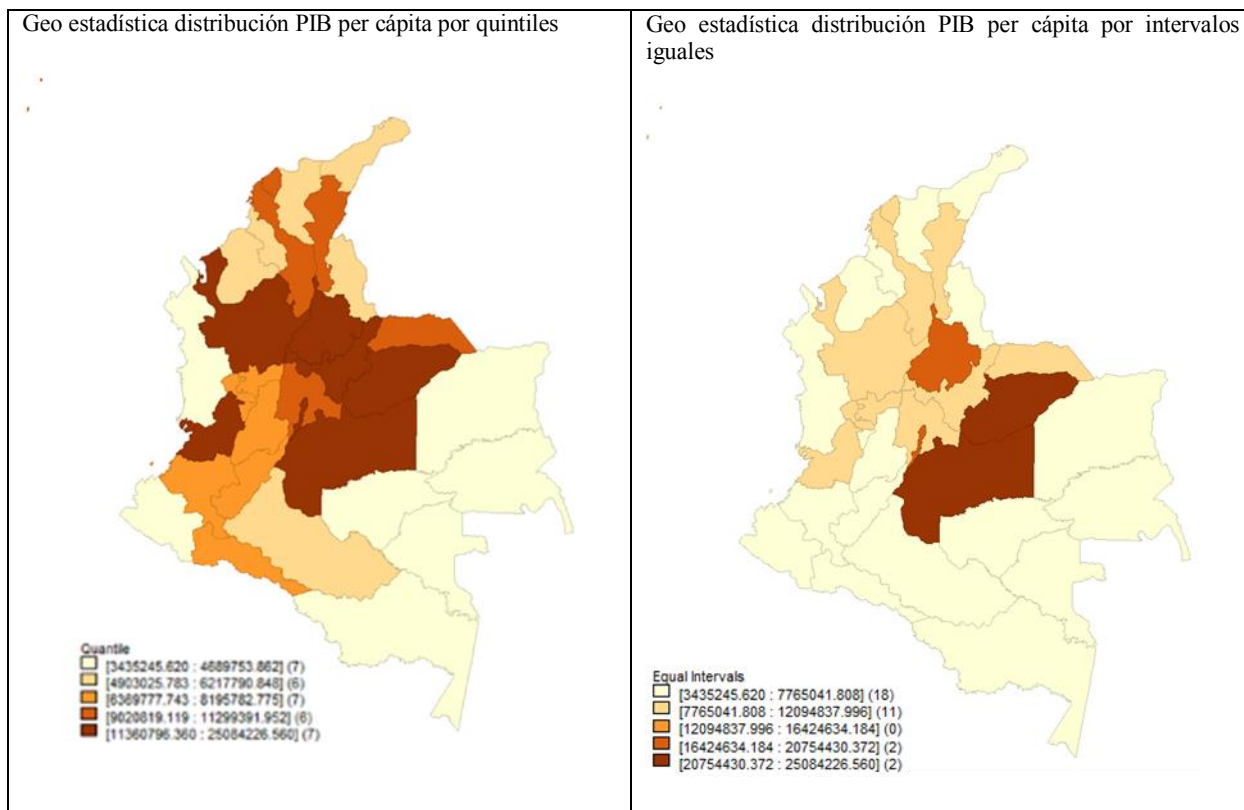 Geo estadística distribución PIB per cápita por quintiles
Geo estadística distribución PIB per cápita por intervalos
iguales
Quantile
[3435245.620 : 4689753.862] (7)
[4903025.783 : 6217790.848] (6)
[6369777.743 : 8195782.775] (7)
[9020819.119 : 11299391.952] (6)
[11360796.360 : 25084226.560] (7)
Equal Intervals
[3435245.620 : 7765041.808] (18)
[7765041.808 : 12094837.996] (11)
[12094837.996 : 16424634.184] (0)
[16424634.184 : 20754430.372] (2)
[20754430.372 : 25084226.560] (2)